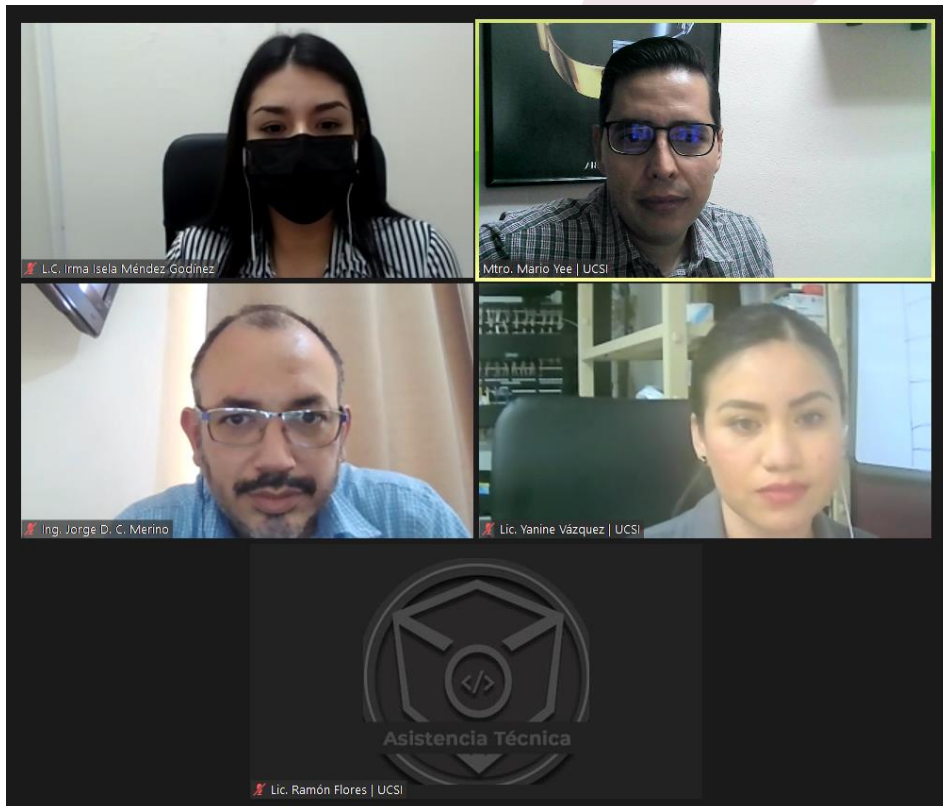 L.C. Irma Isela Méndez Godínez
Mtro. Mario Yee | UCSI
Ing. Jorge D. C. Merino
Lic. Yanine Vázquez | UCSI
</>
Asistencia Técnica
Lic. Ramón Flores | UCSI